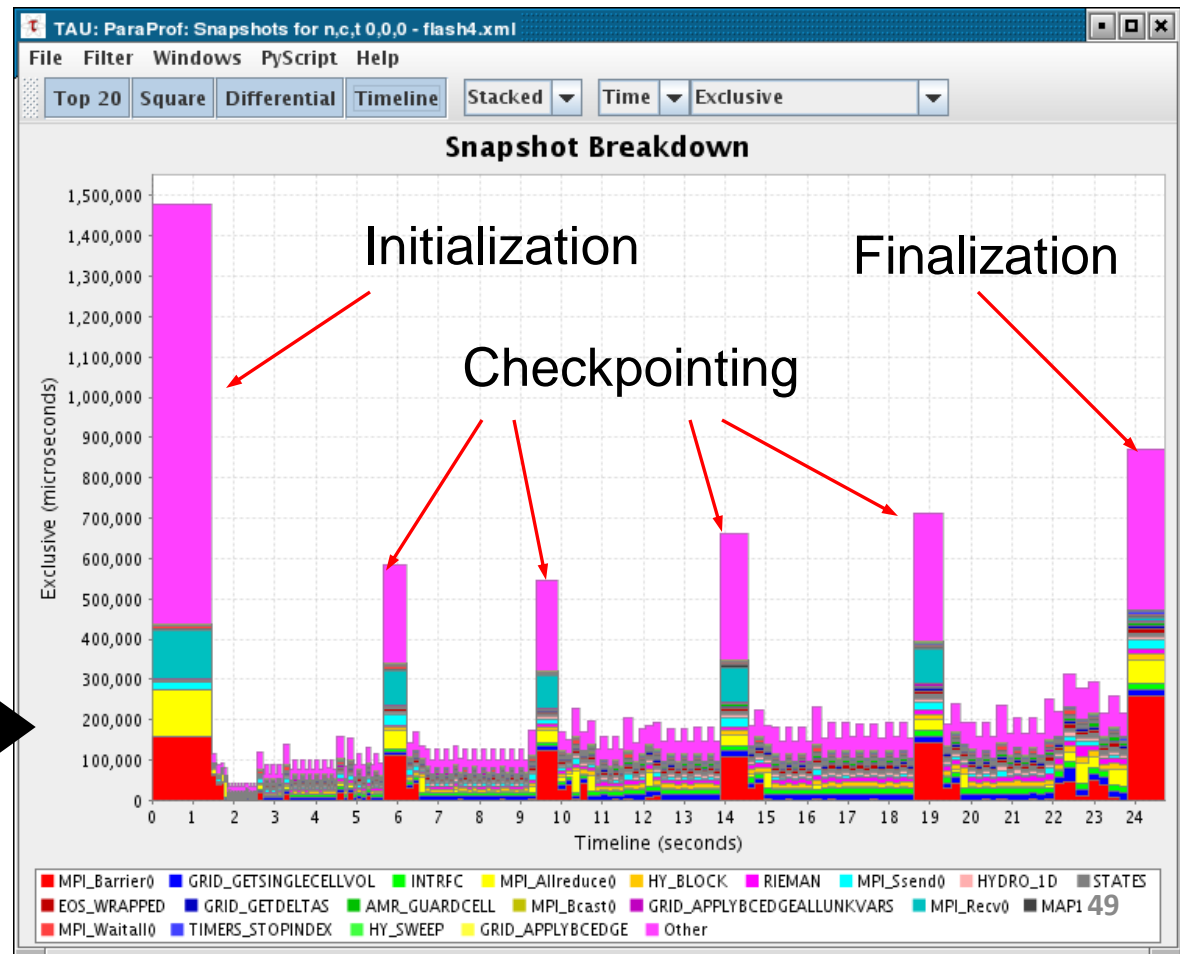 TAU: ParaProf: Snapshots for n,c,t 0,0,0 - flash4.xml
File Filter Windows PyScript Help
Top 20 Square Differential Timeline Stacked Time Exclusive
Snapshot Breakdown
Initialization
Finalization
Checkpointing
Exclusive (microseconds)
1,500,000
1,400,000
1,300,000
1,200,000
1,100,000
1,000,000
900,000
800,000
700,000
600,000
500,000
400,000
300,000
200,000
100,000
0
0 1 2 3 4 5 6 7 8 9 10 11 12 13 14 15 16 17 18 19 20 21 22 23 24
Timeline (seconds)
MPI_Barrier() GRID_GETSINGLECELLVOL INTRFC MPI_Allreduce() HY_BLOCK RIEMAN MPI_Ssend() HYDRO_1D STATES
EOS_WRAPPED GRID_GETDELTAS AMR_GUARDCELL MPI_Bcast() GRID_APPLYBCEDGEALLUNKVARS MPI_Recv() MAP1 49
MPI_Waitall() TIMERS_STOPINDEX HY_SWEEP GRID_APPLYBCEDGE Other